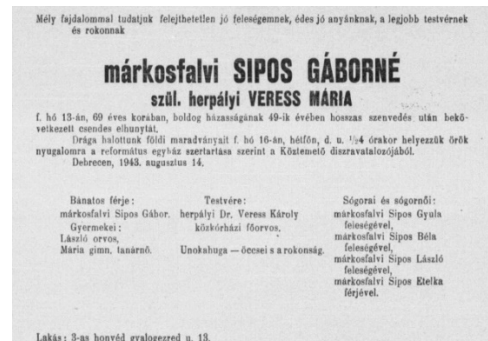 Mély fajdalommal tudatjuk felejthetetlen jó feleségemnek, édes jó anyánknak, a legjobb testvérnek
és rokonnak
márkosfalvi SIPOS GÁBORNÉ
szül. herpályi VERESS MÁRIA
f. hó 13-án, 69 éves korában, boldog házasságának 49-ik évében hosszas szenvedés után bekö-
vetkezett csendes elhunytát.
Drága halottunk földi maradványait f. hó 16-án, hétfőn, d. u. 1/24 órakor helyezzük örök
nyugalomra a református egyház szertartása szerint a Köztemető diszravatalozójából.
Debrecen, 1943. augusztus 14.
Bánatos férje:
márkosfalvi Sipos Gábor.
Gyermekei:
László orvos,
Mária gimn. tanárnő.
Testvére:
herpályi Dr. Veress Károly
közkórházi főorvos.
Unokahuga — öccsei s a rokonság.
Sógorai és sógornői:
márkosfalvi Sipos Gyula
feleségével,
márkosfalvi Sipos Béla
feleségével,
márkosfalvi Sipos László
feleségével,
márkosfalvi Sipos Etelka
férjével.
Lakás: 3-as honvéd gyalogezred u. 13.